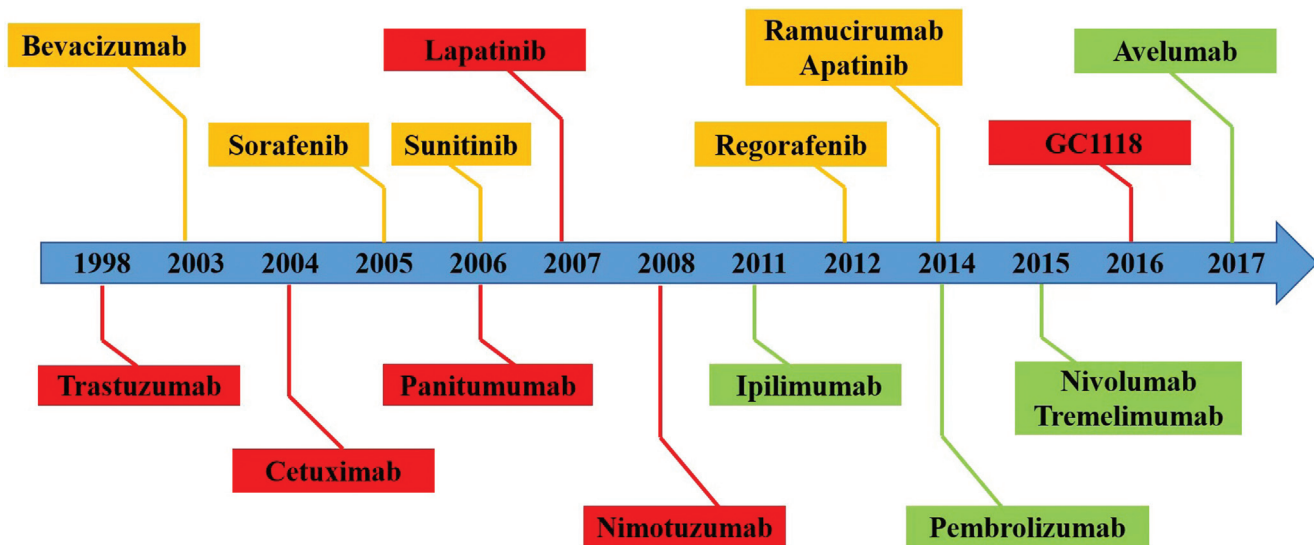 Bevacizumab
Lapatinib
Ramucirumab
Apatinib
Avelumab
Sorafenib
Sunitinib
Regorafenib
GC1118
1998 2003 2004 2005 2006 2007 2008 2011 2012 2014 2015 2016 2017
Trastuzumab
Panitumumab
Ipilimumab
Nivolumab
Tremelimumab
Cetuximab
Nimotuzumab
Pembrolizumab